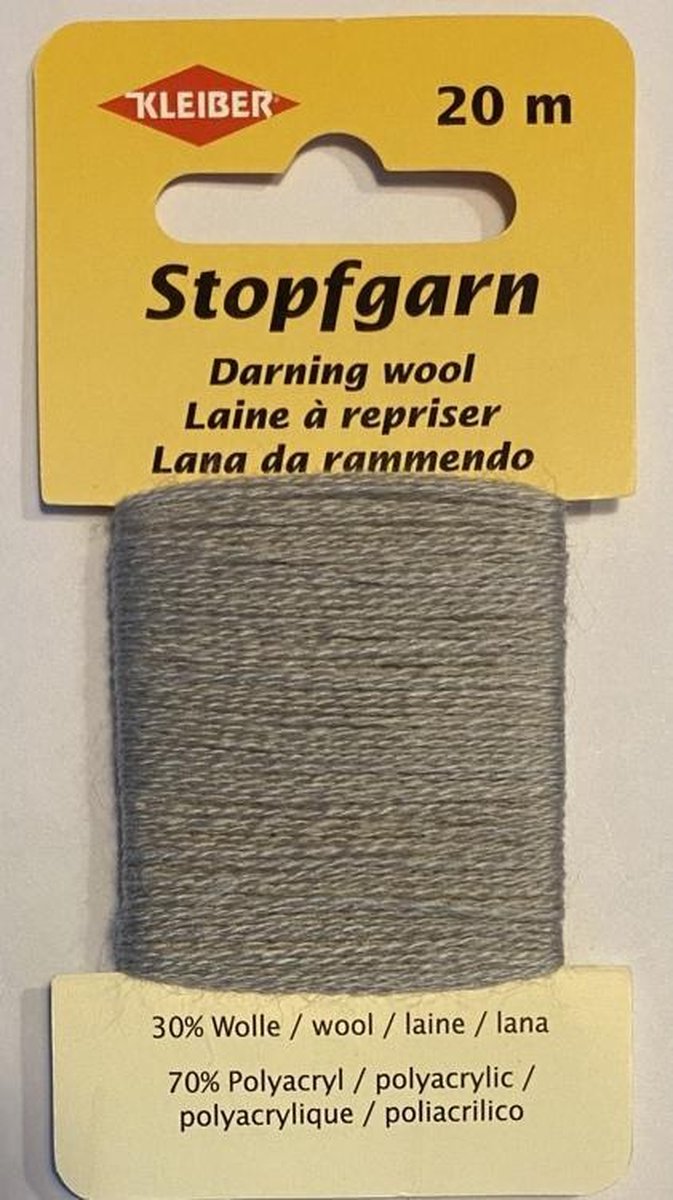 KLEIBER
20 m
Stopfgarn
Darning wool
Laine à repriser
Lana da rammendo
30% Wolle / wool / laine / lana
70% Polyacryl / polyacrylic /
polyacrylique / poliacrilico